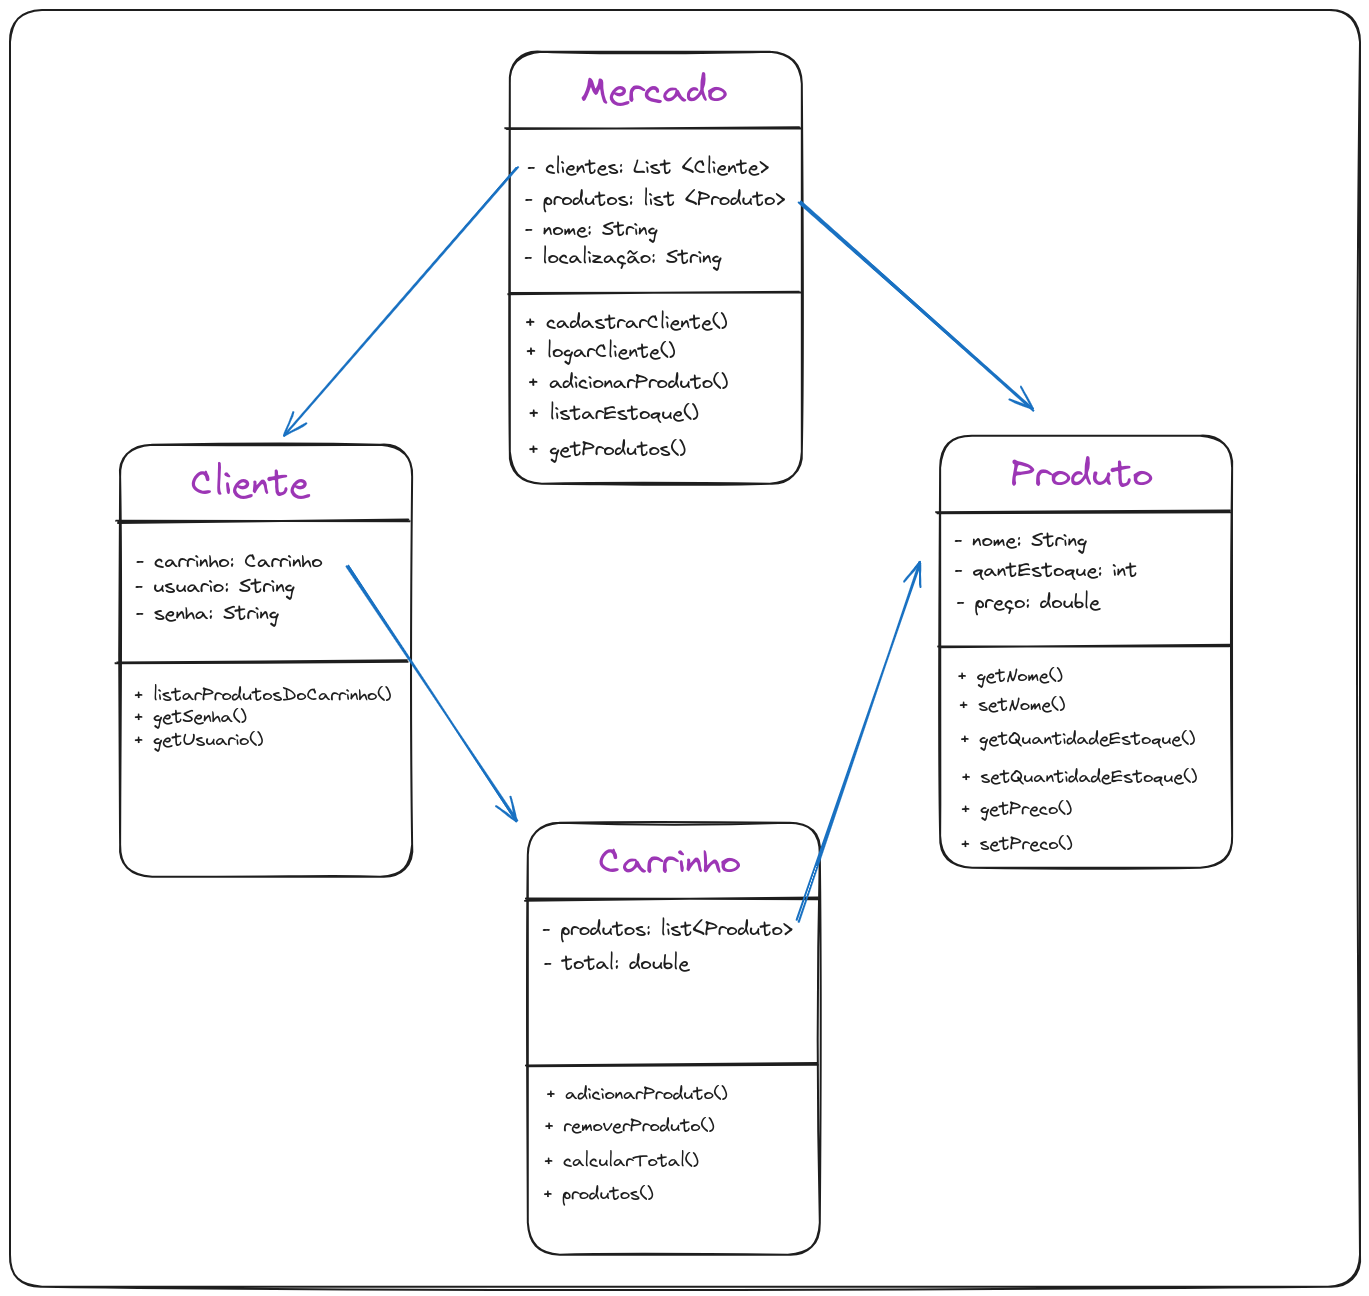 Mercado
- clientes: List <Cliente>
- produtos: list <Produto>
- nome: String
- localização: String
+ cadastrarCliente()
+ logarCliente()
+ adicionarProduto()
+ listarEstoque()
+ getProdutos()
Cliente
- carrinho: Carrinho
- usuario: String
- senha: String
+ listarProdutosDoCarrinho()
+ getSenha()
+ getUsuario()
Produto
- nome: String
- qantEstoque: int
- preço: double
+ getNome()
+ setNome()
+ getQuantidadeEstoque()
+ setQuantidadeEstoque()
+ getPreco()
+ setPreco()
Carrinho
- produtos: list<Produto>
- total: double
+ adicionarProduto()
+ removerProduto()
+ calcularTotal()
+ produtos()